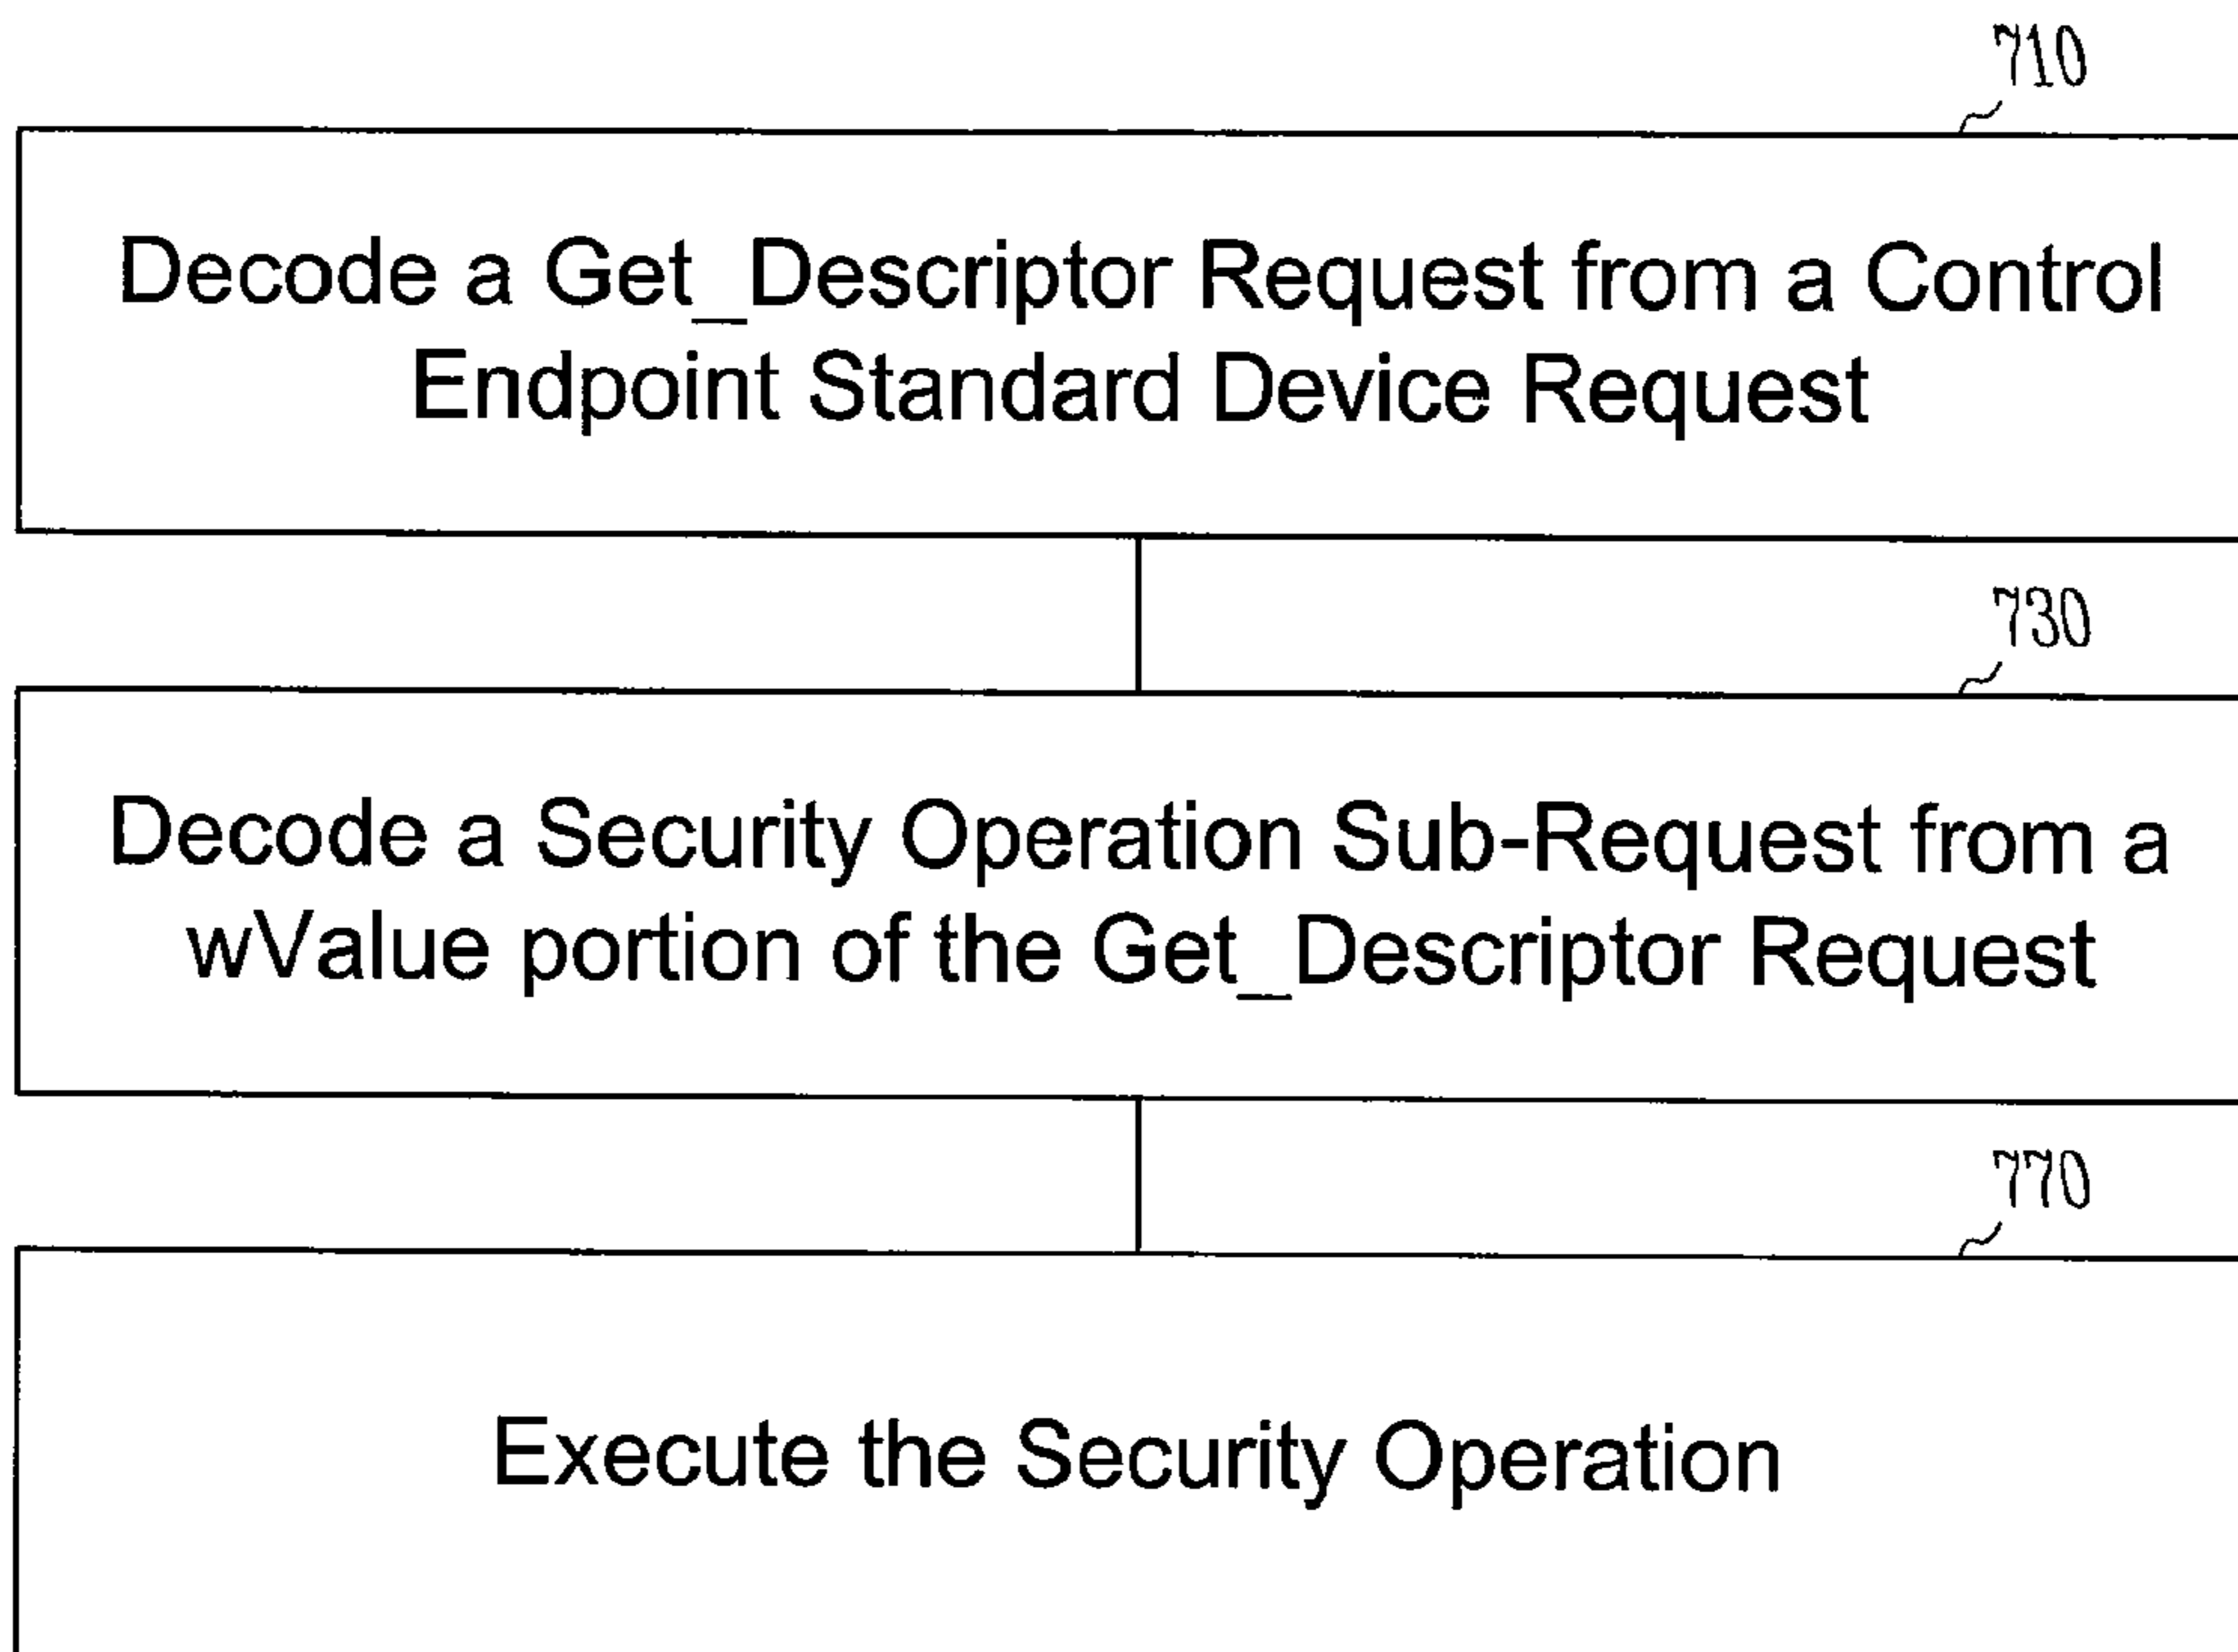 710
Decode a Get_Descriptor Request from a Control
Endpoint Standard Device Request
730
Decode a Security Operation Sub-Request from a
wValue portion of the Get_Descriptor Request
770
Execute the Security Operation